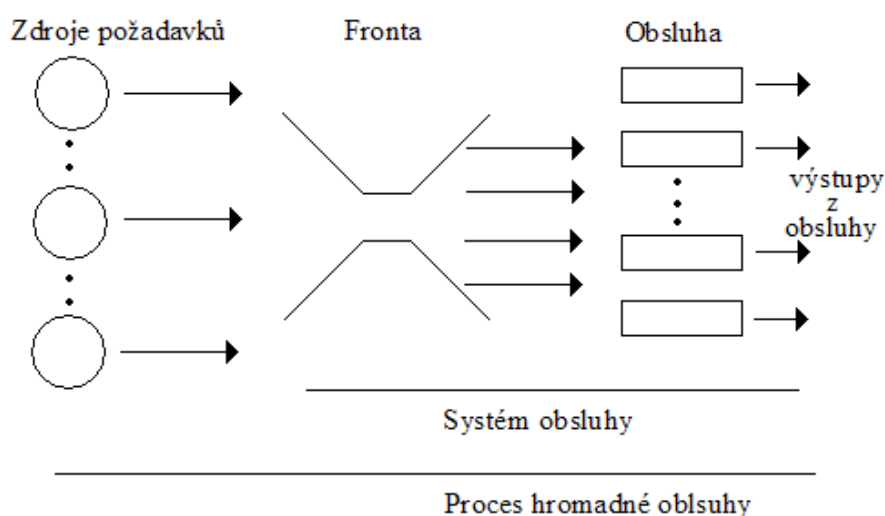 Zdroje požadavků
Fronta
Obsluha
výstupy
z
obsluhy
Systém obsluhy
Proces hromadné oblsuhy